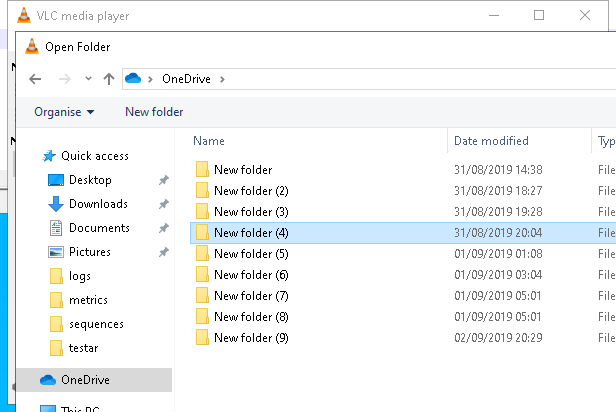 VLC media player
Open Folder
OneDrive
Organise New folder
Name Date modified Typ
Quick access
Desktop
Downloads
Documents
Pictures
logs
metrics
sequences
testar
OneDrive
This PC
New folder 31/08/2019 14:38 File
New folder (2) 31/08/2019 18:27 File
New folder (3) 31/08/2019 19:28 File
New folder (4) 31/08/2019 20:04 File
New folder (5) 01/09/2019 01:08 File
New folder (6) 01/09/2019 03:04 File
New folder (7) 01/09/2019 05:01 File
New folder (8) 01/09/2019 05:01 File
New folder (9) 02/09/2019 20:29 File